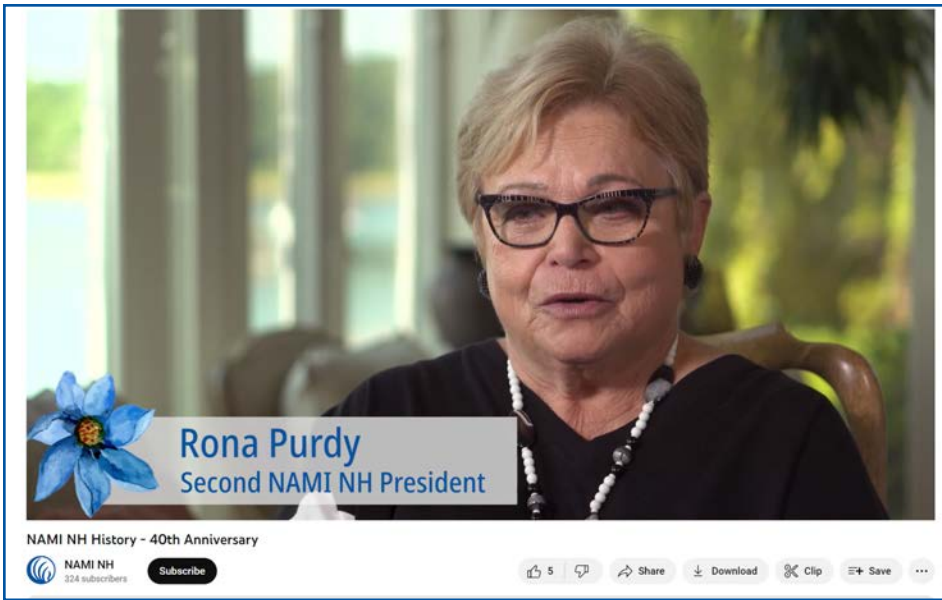 Rona Purdy
Second NAMI NH President
NAMI NH History - 40th Anniversary
NAMI NH
324 subscribers
Subscribe
5
Share
Download
Clip
Save